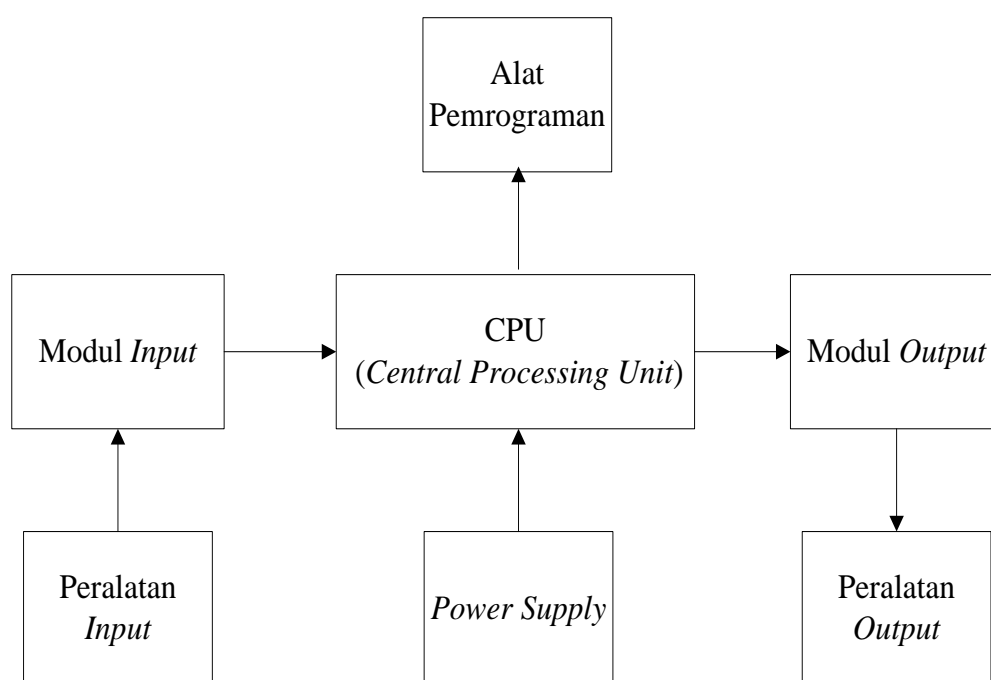 Alat
Pemrograman
Modul Input
CPU
(Central Processing Unit)
Modul Output
Peralatan
Input
Power Supply
Peralatan
Output